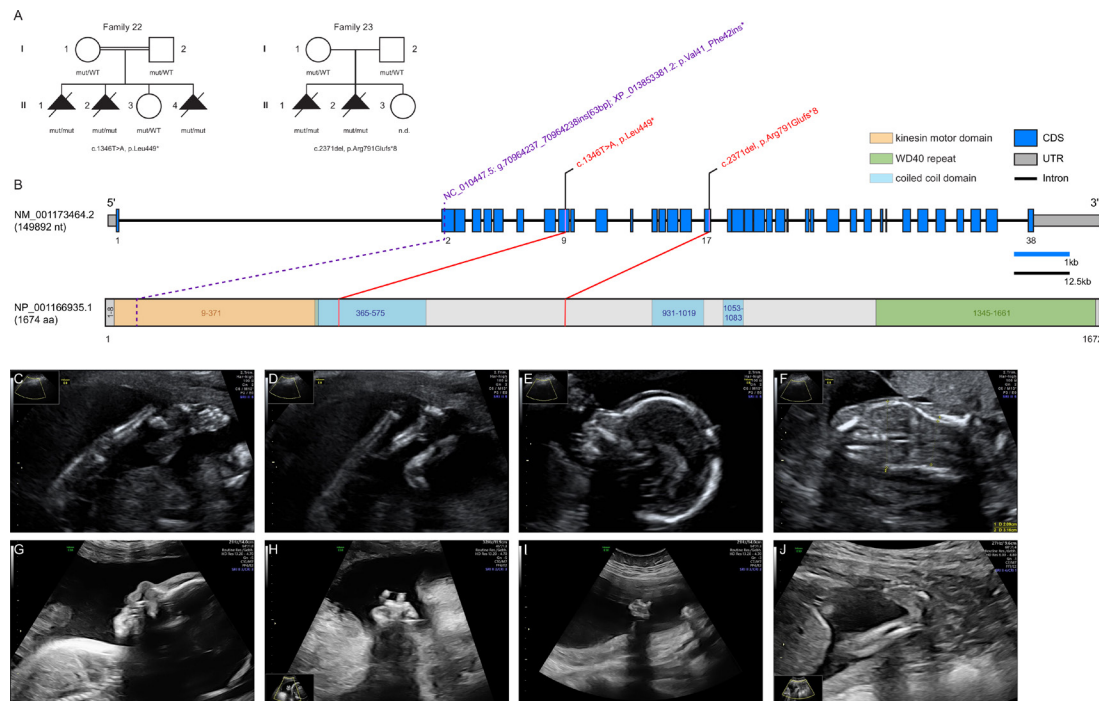 A
Family 22
Family 23
I
1
2
mut/WT
mut/WT
II
1
2
3
4
mut/mut
mut/mut
mut/WT
mut/mut
c.1346T>A, p.Leu449*
I
1
2
mut/WT
mut/WT
II
1
2
3
mut/mut
mut/mut
n.d.
c.2371del, p.Arg791Glufs*8
NC_010447.5: g.70964237_70964238ins[63bp]; XP_013853381.2: p.Val41_Phe42ins*
c.1346T>A, p.Leu449*
c.2371del, p.Arg791Glufs*8
kinesin motor domain
WD40 repeat
coiled coil domain
CDS
UTR
Intron
B
5'
3'
NM_001173464.2
(149892 nt)
1
2
9
17
38
1kb
12.5kb
NP_001166935.1
(1674 aa)
1-8
9-371
365-575
931-1019
1053-
1083
1345-1661
1
1672
C
D
E
F
G
H
I
J